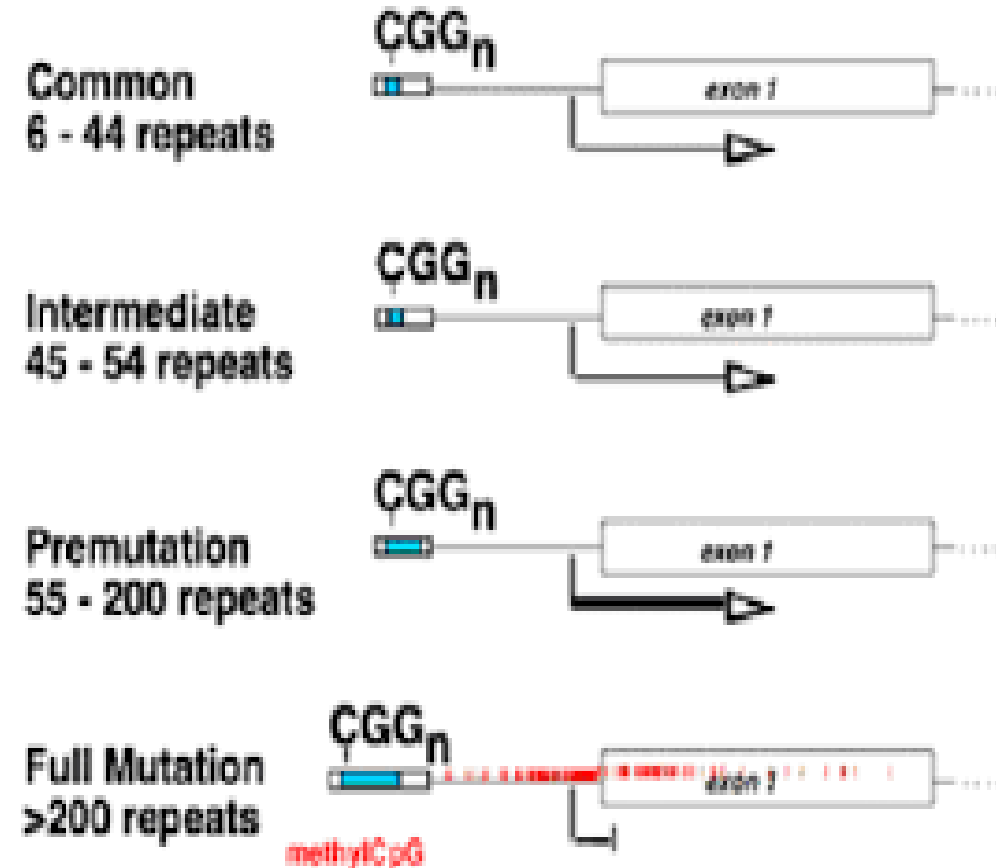 CGGn
Common
6 - 44 repeats
exon 1
CGGn
Intermediate
45 - 54 repeats
exon 1
CGGn
Premutation
55 - 200 repeats
exon 1
CGGn
Full Mutation
>200 repeats
exon 1
methylCpG